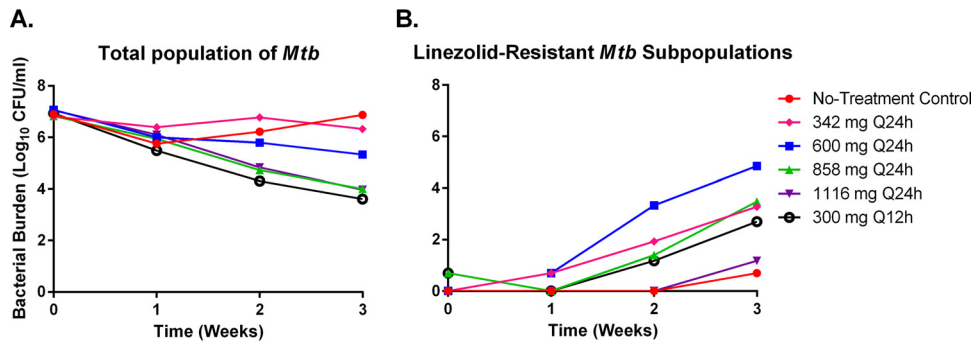 A.
Total population of Mtb
Bacterial Burden (Log10 CFU/ml)
8
6
4
2
0
0 1 2 3
Time (Weeks)
B.
Linezolid-Resistant Mtb Subpopulations
8
6
4
2
0
0 1 2 3
Time (Weeks)
No-Treatment Control
342 mg Q24h
600 mg Q24h
858 mg Q24h
1116 mg Q24h
300 mg Q12h